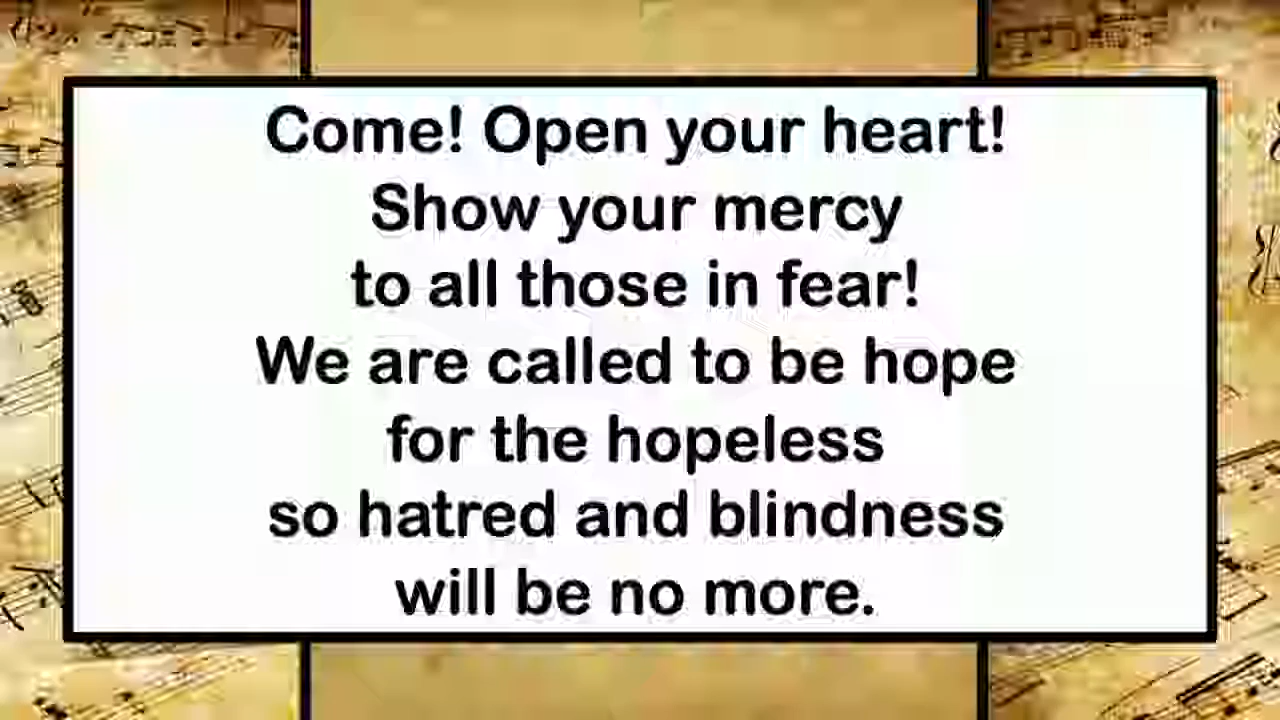 Come! Open your heart!
Show your mercy
to all those in fear!
We are called to be hope
for the hopeless
so hatred and blindness
will be no more.